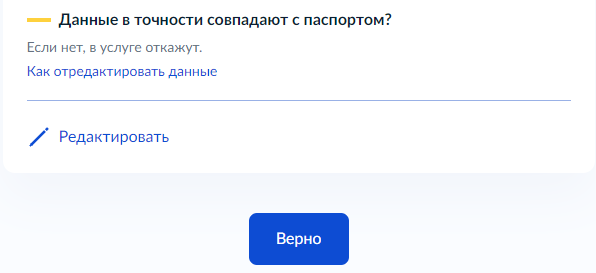 Данные в точности совпадают с паспортом?
Если нет, в услуге откажут.
Как отредактировать данные
Редактировать
Верно